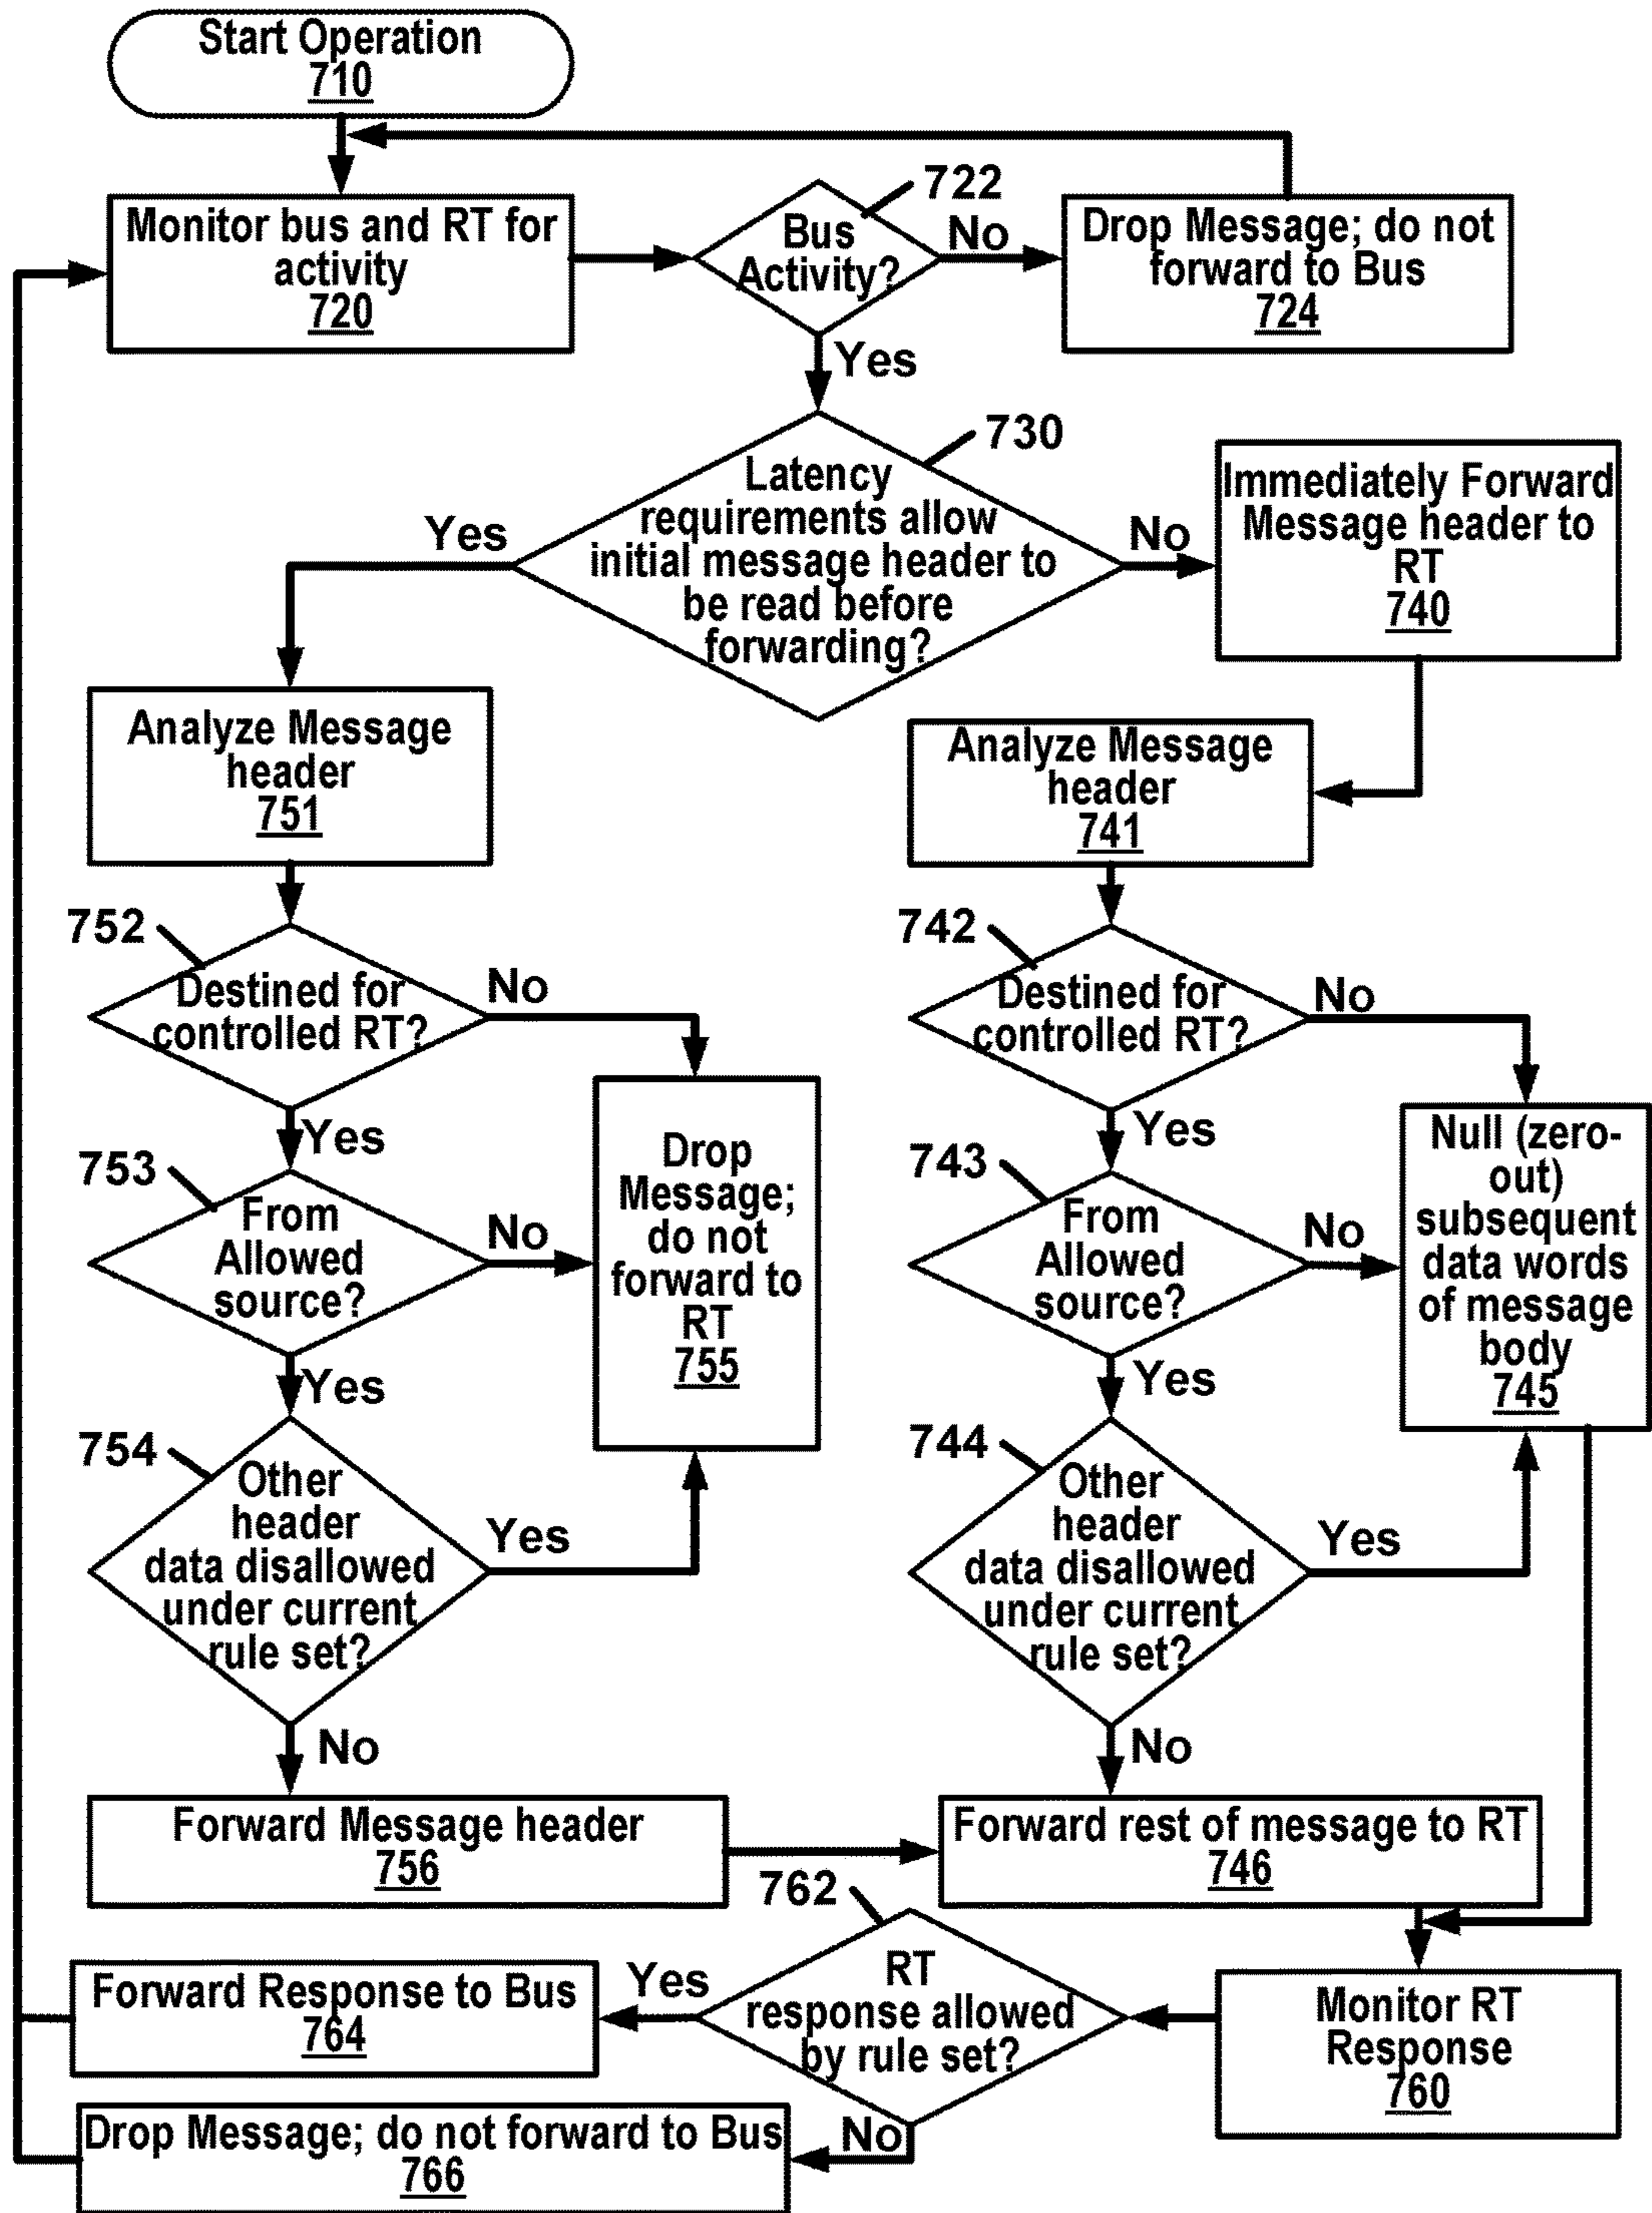 Start Operation
710
722
Monitor bus and RT for
activity
720
Bus
Activity?
No
Drop Message; do not
forward to Bus
724
Yes
730
Latency
requirements allow
initial message header to
be read before
forwarding?
Yes
No
Immediately Forward
Message header to
RT
740
Analyze Message
header
751
Analyze Message
header
741
752
Destined for
controlled RT?
No
742
Destined for
controlled RT?
No
Yes
Yes
753
From
Allowed
source?
No
Drop
Message;
do not
forward to
RT
755
743
From
Allowed
source?
No
Null (zero-
out)
subsequent
data words
of message
body
745
Yes
Yes
754
Other
header
data disallowed
under current
rule set?
Yes
744
Other
header
data disallowed
under current
rule set?
Yes
No
No
Forward Message header
756
Forward rest of message to RT
746
762
RT
response allowed
by rule set?
Yes
Forward Response to Bus
764
Monitor RT
Response
760
No
Drop Message; do not forward to Bus
766